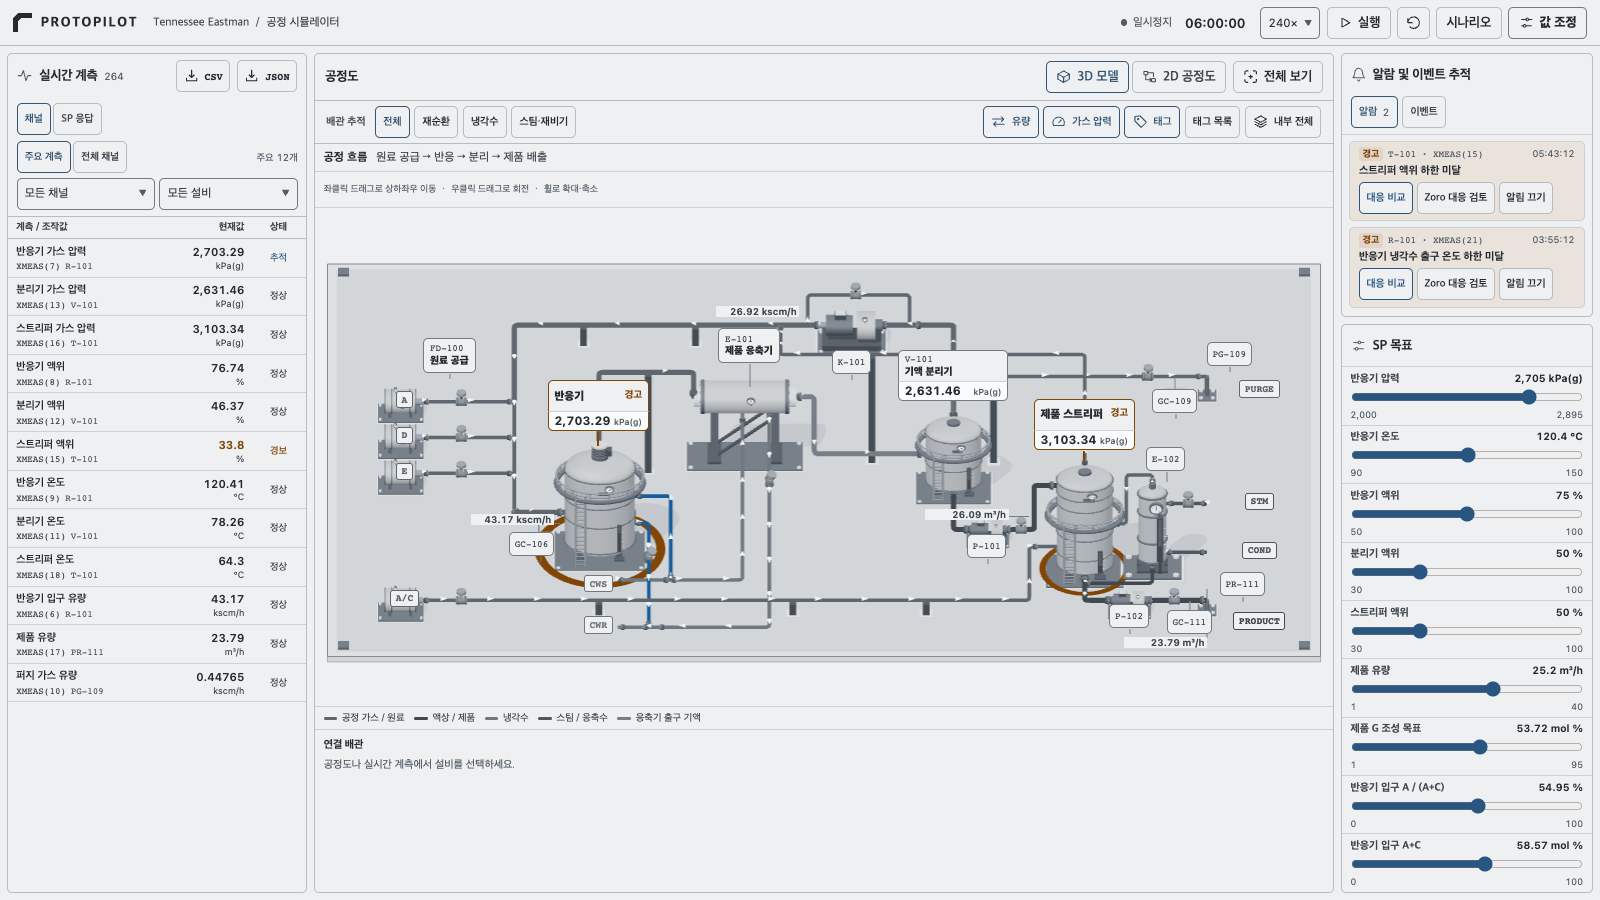 PROTOPILOT
Tennessee Eastman / 공정 시뮬레이터
일시정지 06:00:00 240× 실행 시나리오 값 조정
실시간 계측 264 CSV JSON
채널 SP 응답
주요 계측 전체 채널 주요 12개
모든 채널 모든 설비
계측 / 조작값 현재값 상태
반응기 가스 압력 2,703.29 추적
XMEAS(7) R-101 kPa(g)
분리기 가스 압력 2,631.46 정상
XMEAS(13) V-101 kPa(g)
스트리퍼 가스 압력 3,103.34 정상
XMEAS(16) T-101 kPa(g)
반응기 액위 76.74 정상
XMEAS(8) R-101 %
분리기 액위 46.37 정상
XMEAS(12) V-101 %
스트리퍼 액위 33.8 경보
XMEAS(15) T-101 %
반응기 온도 120.41 정상
XMEAS(9) R-101 °C
분리기 온도 78.26 정상
XMEAS(11) V-101 °C
스트리퍼 온도 64.3 정상
XMEAS(18) T-101 °C
반응기 입구 유량 43.17 정상
XMEAS(6) R-101 kscm/h
제품 유량 23.79 정상
XMEAS(17) PR-111 m³/h
퍼지 가스 유량 0.44765 정상
XMEAS(10) PG-109 kscm/h
공정도 3D 모델 2D 공정도 전체 보기
배관 추적 전체 재순환 냉각수 스팀·재비기 유량 가스 압력 태그 태그 목록 내부 전체
공정 흐름 원료 공급 → 반응 → 분리 → 제품 배출
좌클릭 드래그로 상하좌우 이동 · 우클릭 드래그로 회전 · 휠로 확대·축소
26.92 kscm/h
FD-100
원료 공급
E-101
제품 응축기
K-101
V-101
기액 분리기
2,631.46 kPa(g)
PG-109
PURGE
GC-109
A
D
E
반응기 경고
2,703.29 kPa(g)
제품 스트리퍼 경고
3,103.34 kPa(g)
E-102
STM
43.17 kscm/h
GC-106
26.09 m³/h
P-101
COND
CWS
A/C
CWR
PR-111
P-102
GC-111
PRODUCT
23.79 m³/h
공정 가스 / 원료 액상 / 제품 냉각수 스팀 / 응축수 응축기 출구 기액
연결 배관
공정도나 실시간 계측에서 설비를 선택하세요.
알람 및 이벤트 추적
알람 2 이벤트
경고 T-101 · XMEAS(15) 05:43:12
스트리퍼 액위 하한 미달
대응 비교 Zoro 대응 검토 알림 끄기
경고 R-101 · XMEAS(21) 03:55:12
반응기 냉각수 출구 온도 하한 미달
대응 비교 Zoro 대응 검토 알림 끄기
SP 목표
반응기 압력 2,705 kPa(g)
2,000 2,895
반응기 온도 120.4 °C
90 150
반응기 액위 75 %
50 100
분리기 액위 50 %
30 100
스트리퍼 액위 50 %
30 100
제품 유량 25.2 m³/h
1 40
제품 G 조성 목표 53.72 mol %
1 95
반응기 입구 A / (A+C) 54.95 %
0 100
반응기 입구 A+C 58.57 mol %
0 100